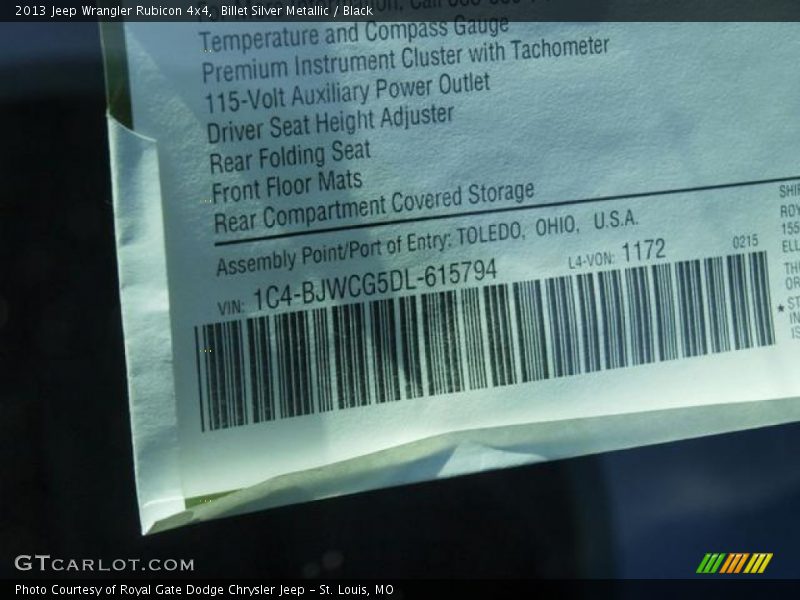 2013 Jeep Wrangler Rubicon 4x4, Billet Silver Metallic / Black
Temperature and Compass Gauge
Premium Instrument Cluster with Tachometer
115-Volt Auxiliary Power Outlet
Driver Seat Height Adjuster
Rear Folding Seat
Front Floor Mats
Rear Compartment Covered Storage
Assembly Point/Port of Entry: TOLEDO, OHIO, U.S.A.
VIN: 1C4-BJWCG5DL-615794 L4-VON: 1172 0215
GTCARLOT.COM
Photo Courtesy of Royal Gate Dodge Chrysler Jeep – St. Louis, MO